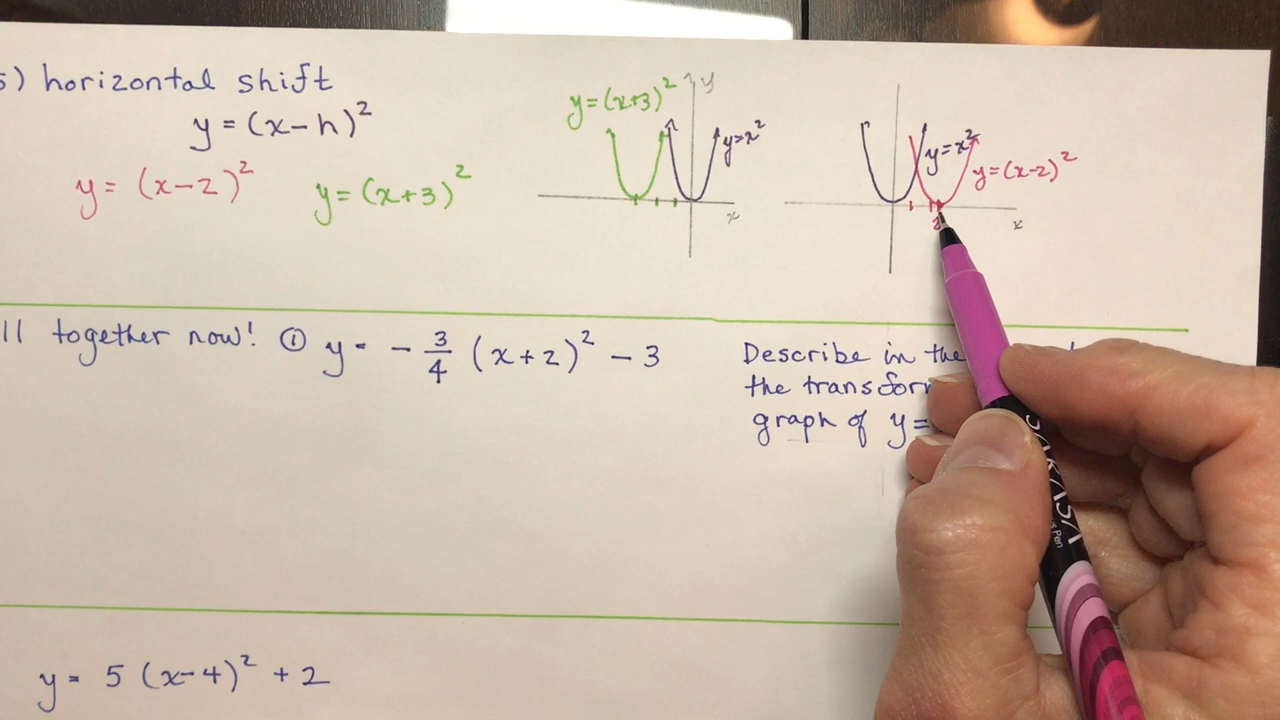 5) horizontal shift
y = (x-h)²
y = (x-2)²
y = (x+3)²
y=(x+3)²
y
y=x²
x
y=x²
y=(x-2)²
x
ll together now! ① y = - 3/4 (x+2)² - 3
Describe in the
the transfor
graph of y=
y = 5 (x-4)² + 2